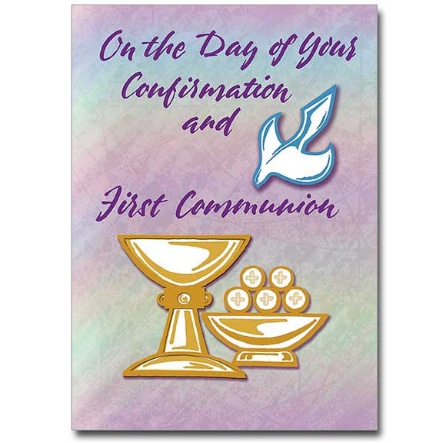 On the Day of Your
Confirmation
and
First Communion